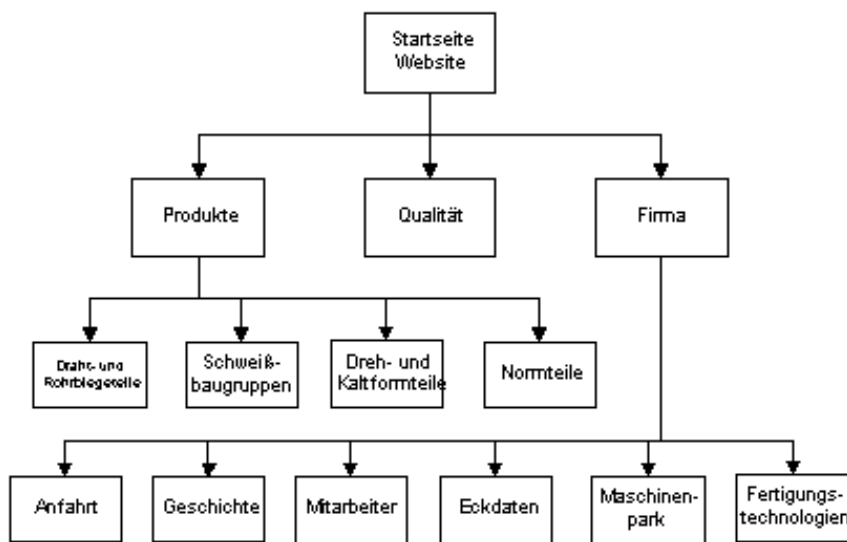 Startseite
Website
Produkte
Qualität
Firma
Draht- und
Rohrbiegeteile
Schweiß-
baugruppen
Dreh- und
Kaltformteile
Normteile
Anfahrt
Geschichte
Mitarbeiter
Eckdaten
Maschinen-
park
Fertigungs-
technologien